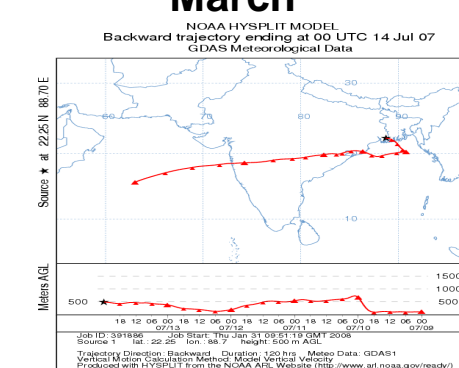 March
NOAA HYSPLIT MODEL
Backward trajectory ending at 00 UTC 14 Jul 07
GDAS Meteorological Data
Source ★ at 22.25 N 88.70 E
30
60 70 80 90
10
Meters AGL
1500
1000
500 500
18 12 06 00 18 12 06 00 18 12 06 00 18 12 06 00 18 12 06 00
07/13 07/12 07/11 07/10 07/09
Job ID: 391886 Job Start: Thu Jan 31 09:51:19 GMT 2008
Source 1 lat.: 22.25 lon.: 88.7 height: 500 m AGL
Trajectory Direction: Backward Duration: 120 hrs Meteo Data: GDAS1
Vertical Motion Calculation Method: Model Vertical Velocity
Produced with HYSPLIT from the NOAA ARL Website (http://www.arl.noaa.gov/ready/)